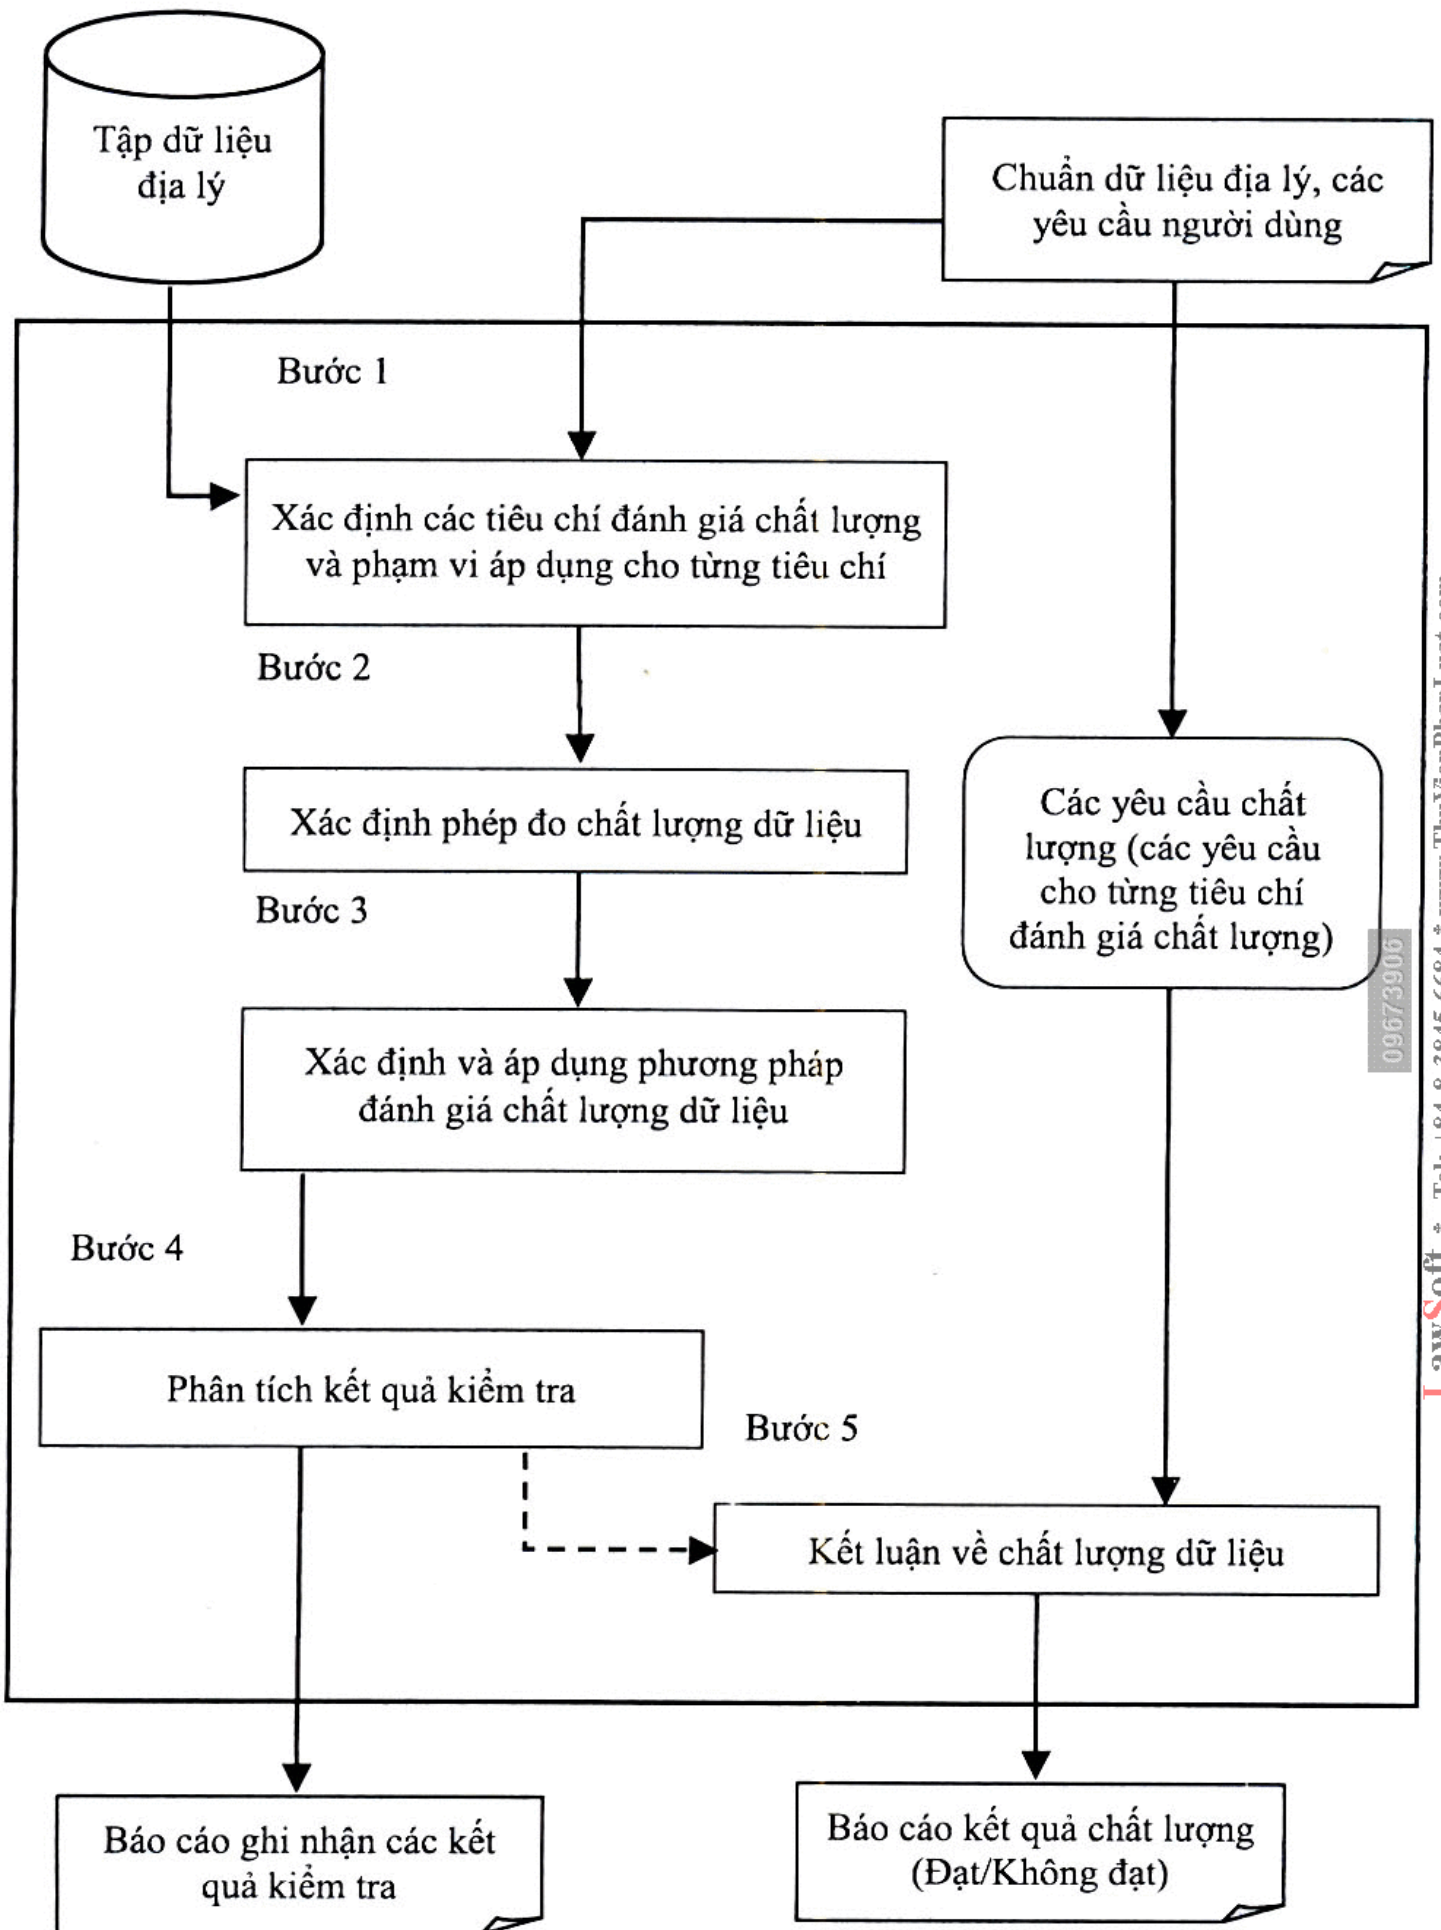 Tập dữ liệu
địa lý
Chuẩn dữ liệu địa lý, các
yêu cầu người dùng
Bước 1
Xác định các tiêu chí đánh giá chất lượng
và phạm vi áp dụng cho từng tiêu chí
Bước 2
Xác định phép đo chất lượng dữ liệu
Các yêu cầu chất
lượng (các yêu cầu
cho từng tiêu chí
đánh giá chất lượng)
Bước 3
09673906
Xác định và áp dụng phương pháp
đánh giá chất lượng dữ liệu
Bước 4
Phân tích kết quả kiểm tra
Bước 5
Kết luận về chất lượng dữ liệu
Báo cáo ghi nhận các kết
quả kiểm tra
Báo cáo kết quả chất lượng
(Đạt/Không đạt)
LawSoft *